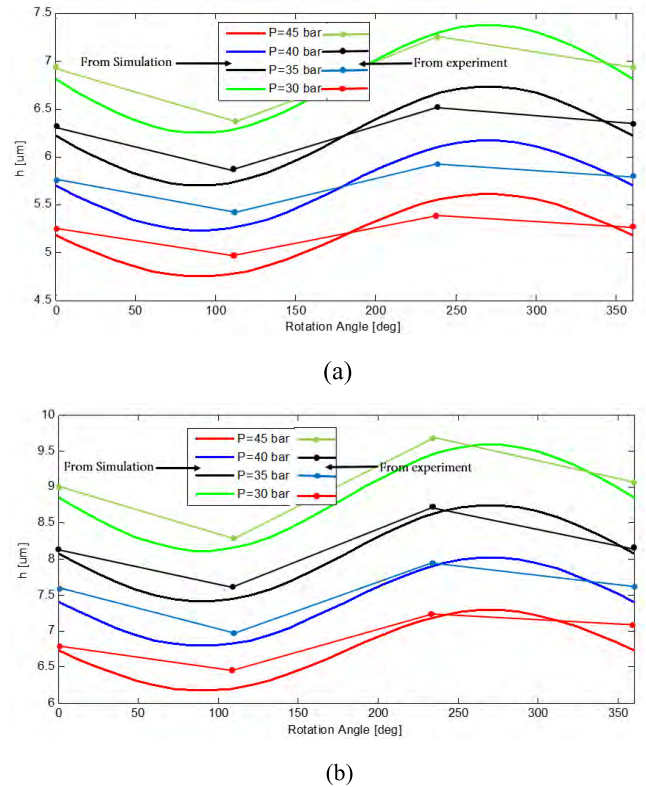 P=45 bar
P=40 bar
P=35 bar
P=30 bar
From Simulation
From experiment
7.5
7
6.5
6
5.5
5
4.5
h [um]
0 50 100 150 200 250 300 350
Rotation Angle [deg]
(a)
P=45 bar
P=40 bar
P=35 bar
P=30 bar
From Simulation
From experiment
10
9.5
9
8.5
8
7.5
7
6.5
6
h [um]
0 50 100 150 200 250 300 350
Rotation Angle [deg]
(b)